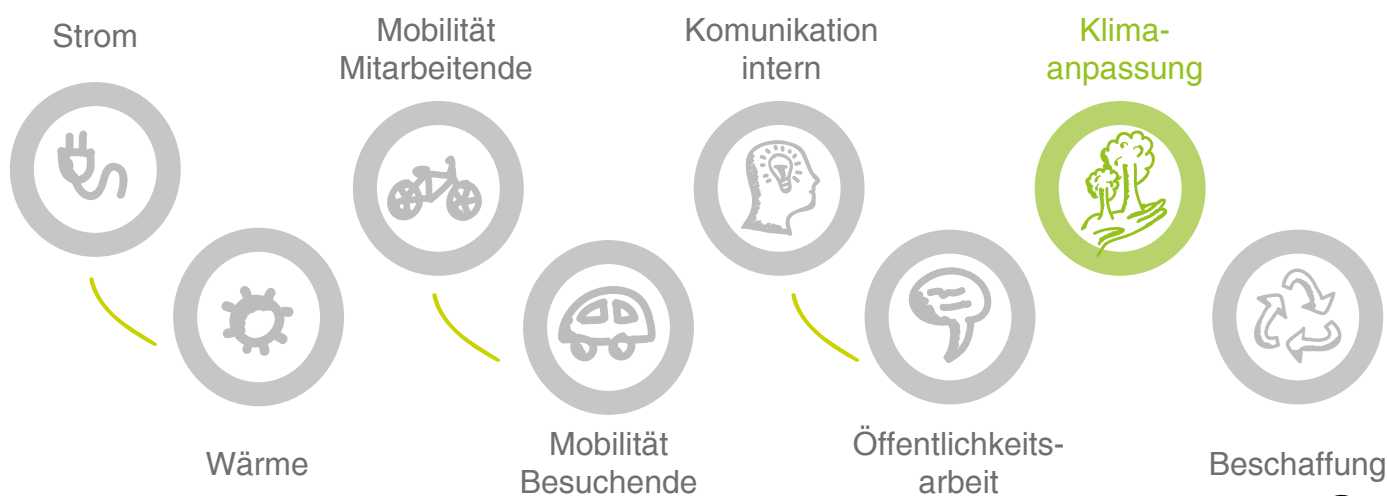 Strom
Mobilität
Mitarbeitende
Komunikation
intern
Klima-
anpassung
Wärme
Mobilität
Besuchende
Öffentlichkeits-
arbeit
Beschaffung